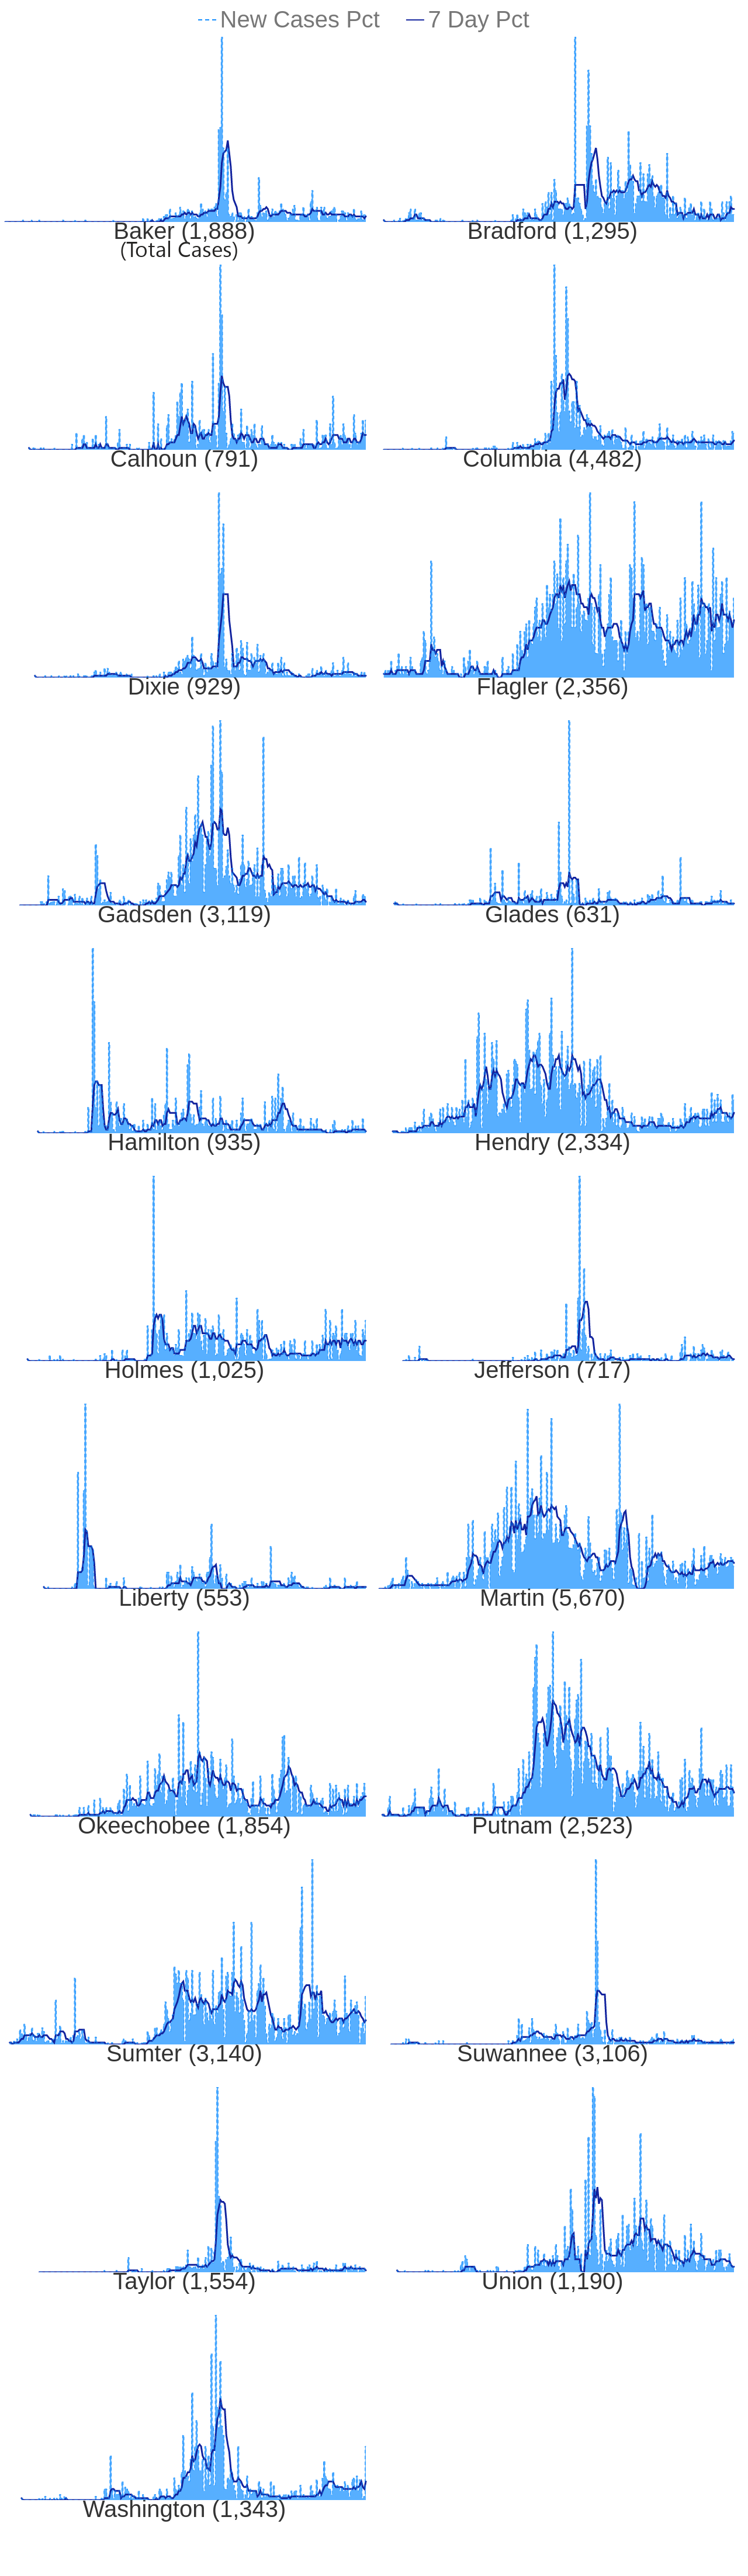 New Cases Pct 7 Day Pct
Baker (1,888) Bradford (1,295)
(Total Cases)
Calhoun (791) Columbia (4,482)
Dixie (929) Flagler (2,356)
Gadsden (3,119) Glades (631)
Hamilton (935) Hendry (2,334)
Holmes (1,025) Jefferson (717)
Liberty (553) Martin (5,670)
Okeechobee (1,854) Putnam (2,523)
Sumter (3,140) Suwannee (3,106)
Taylor (1,554) Union (1,190)
Washington (1,343)